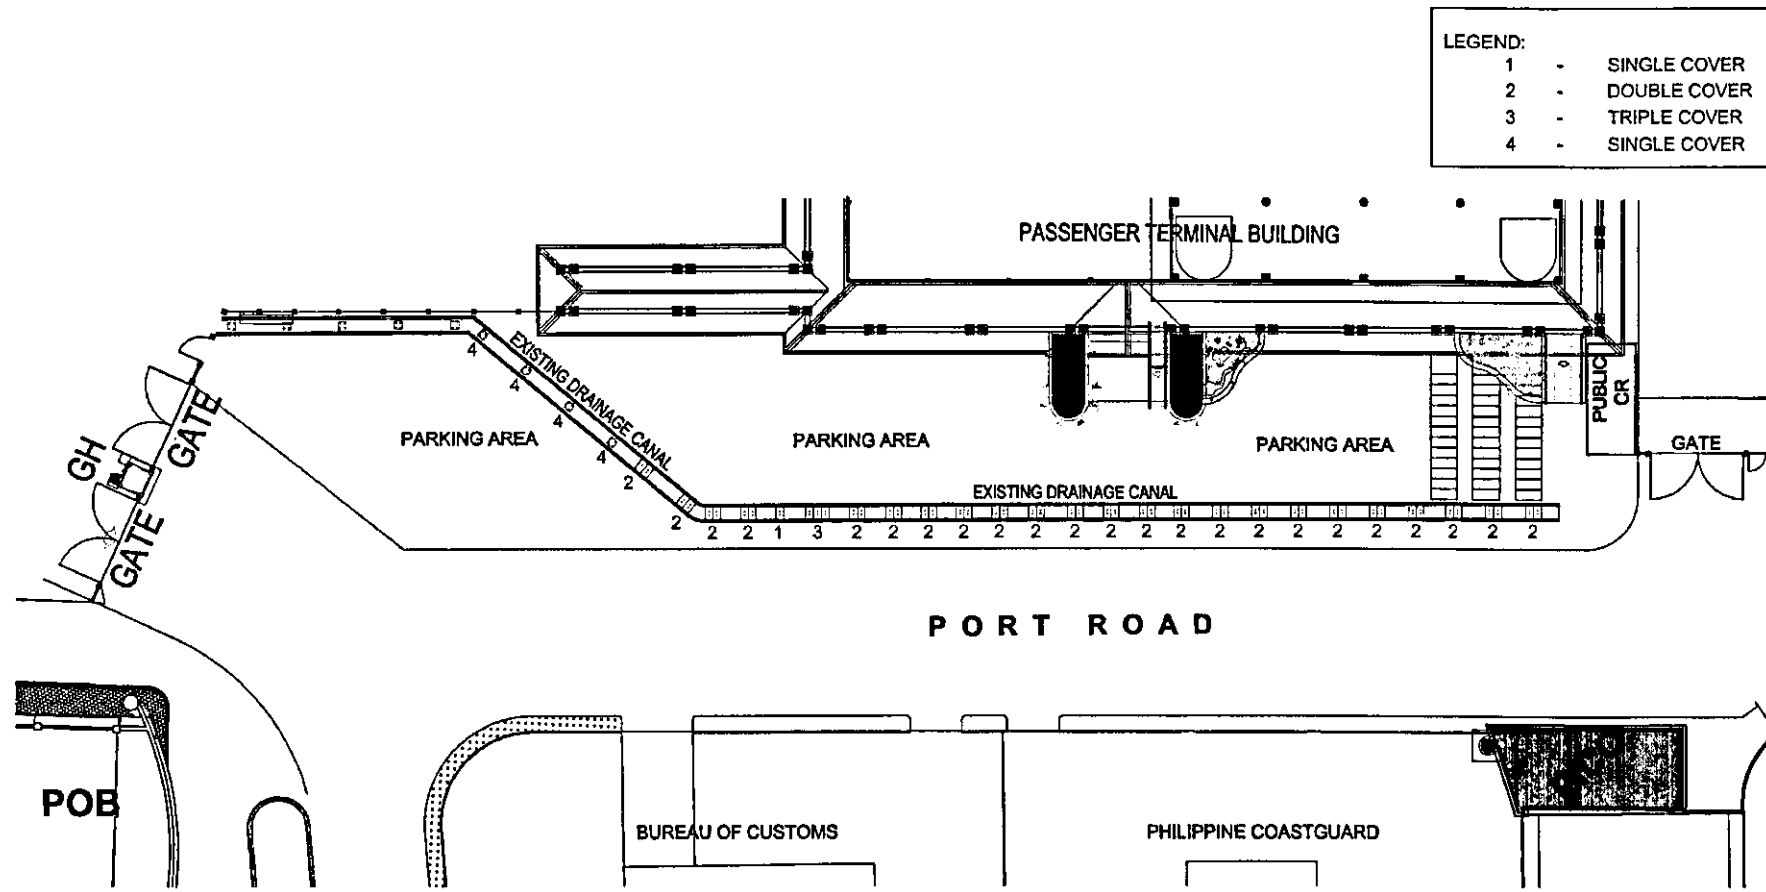 LEGEND:
1 - SINGLE COVER
2 - DOUBLE COVER
3 - TRIPLE COVER
4 - SINGLE COVER
PASSENGER TERMINAL BUILDING
EXISTING DRAINAGE CANAL
4
4
4
4
2
2
PARKING AREA
PARKING AREA
PARKING AREA
PUBLIC
CR
GATE
GATE
GH
GATE
EXISTING DRAINAGE CANAL
2 2 1 3 2 2 2 2 2 2 2 2 2 2 2 2 2 2 2 2 2 2
PORT ROAD
POB
BUREAU OF CUSTOMS
PHILIPPINE COASTGUARD